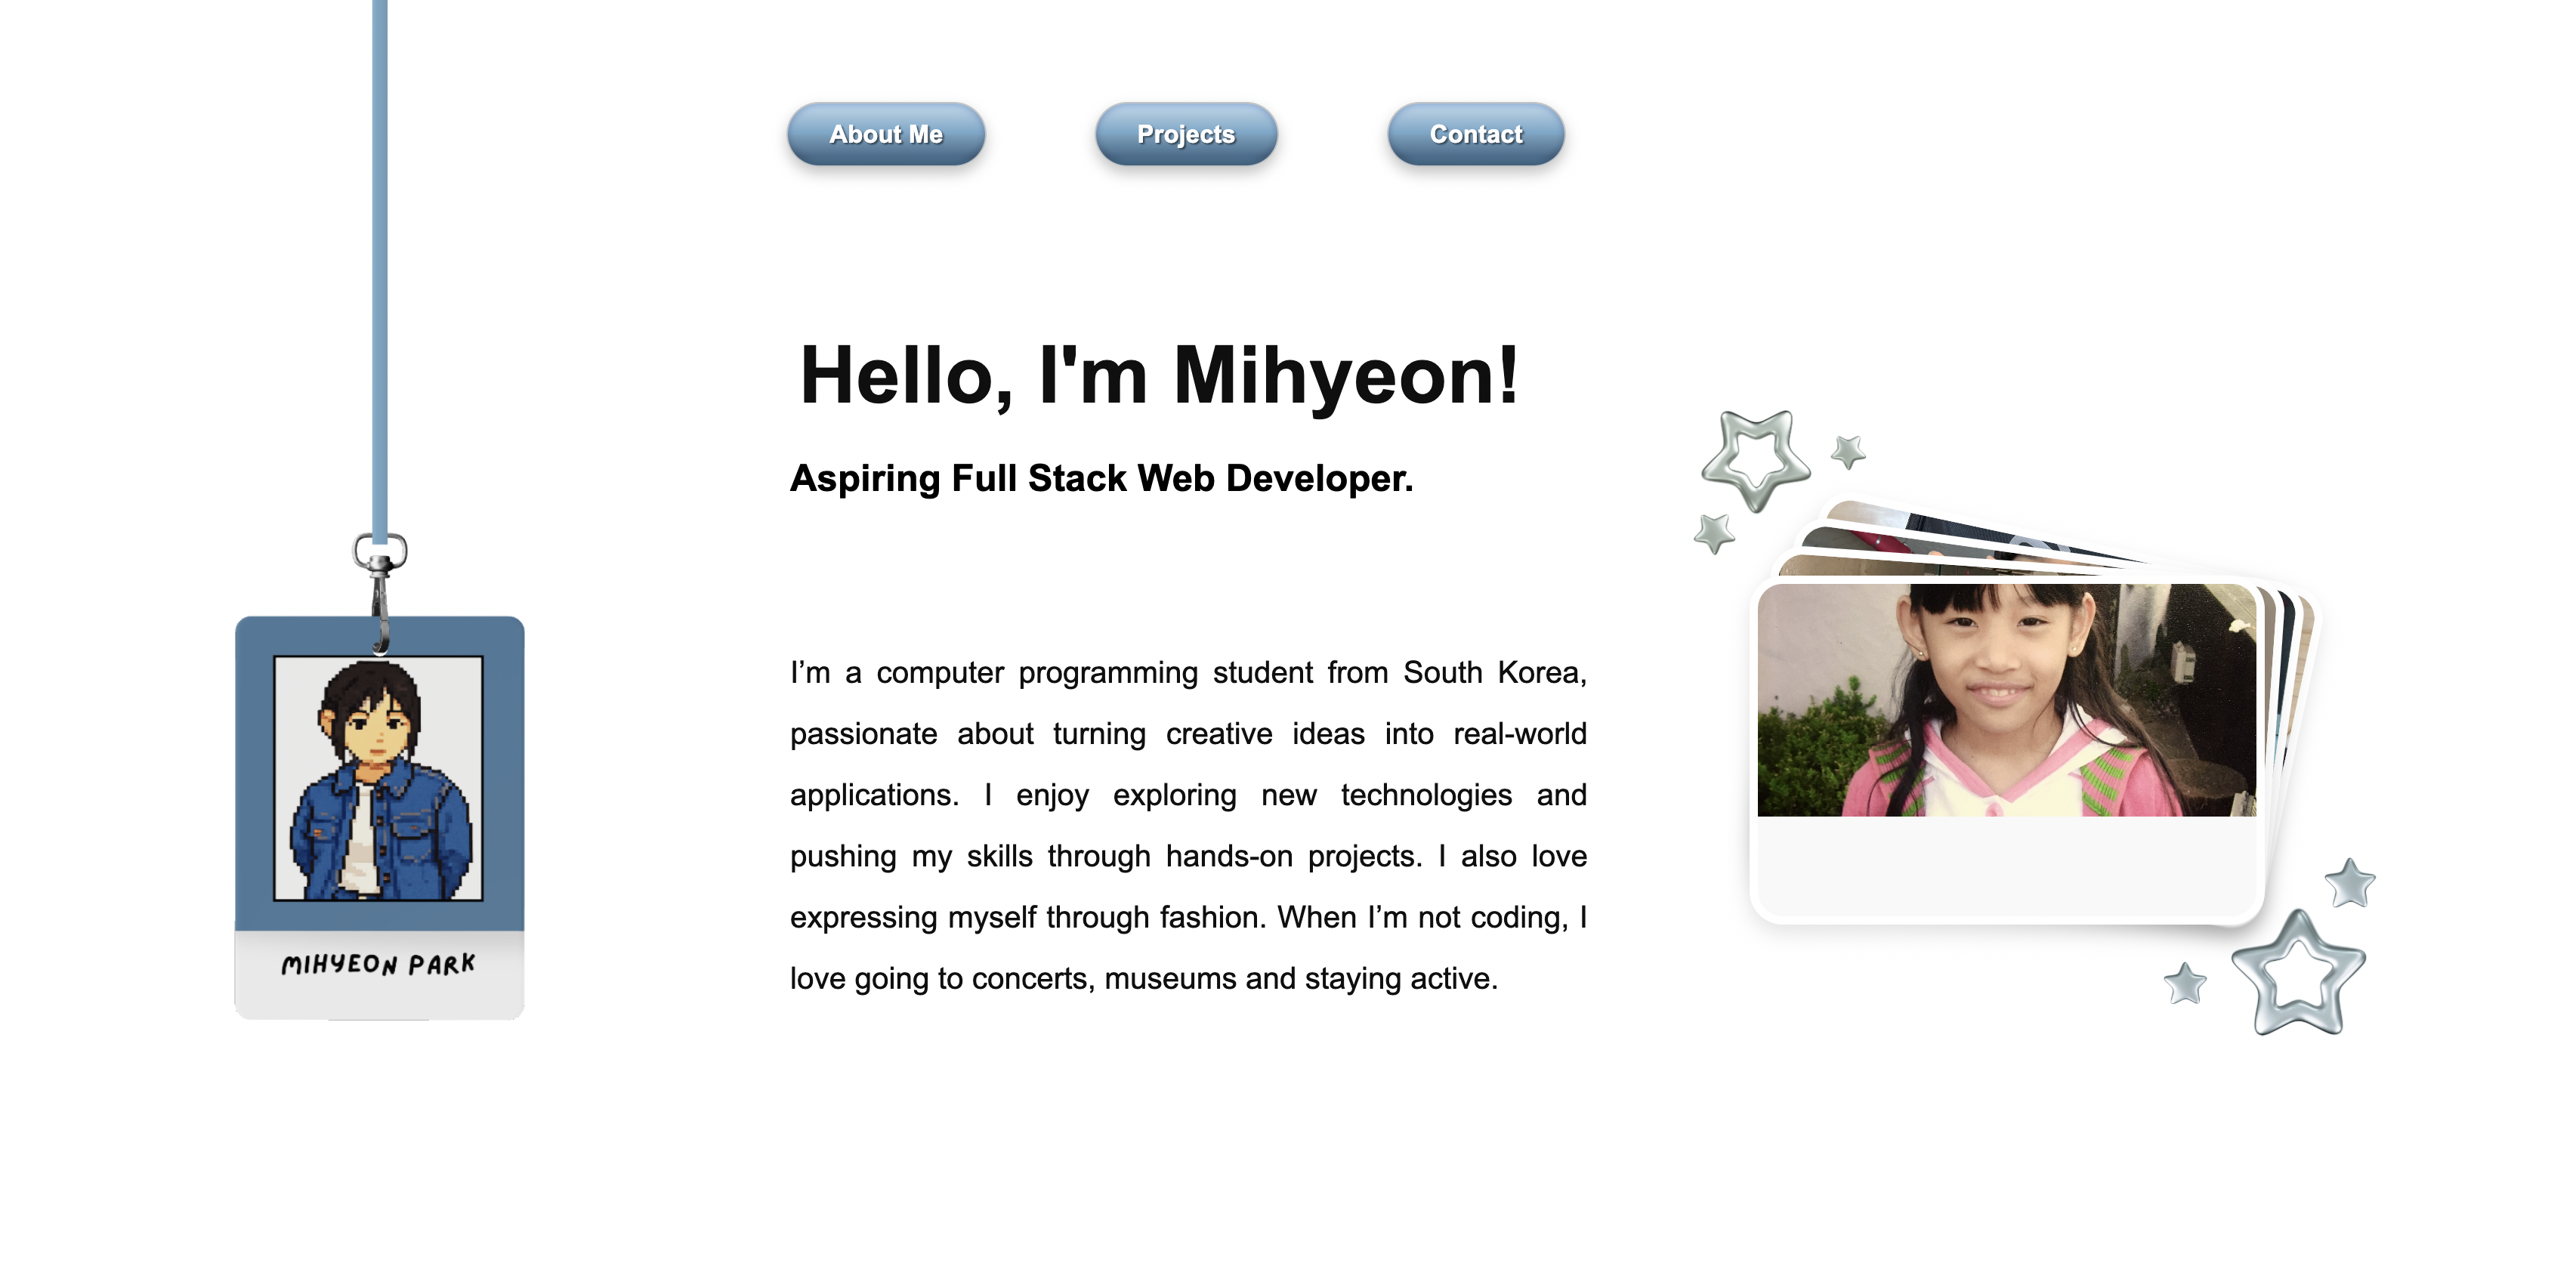 About Me Projects Contact
Hello, I'm Mihyeon!
Aspiring Full Stack Web Developer.
I’m a computer programming student from South Korea,
passionate about turning creative ideas into real-world
applications. I enjoy exploring new technologies and
pushing my skills through hands-on projects. I also love
expressing myself through fashion. When I’m not coding, I
love going to concerts, museums and staying active.
MIHYEON PARK